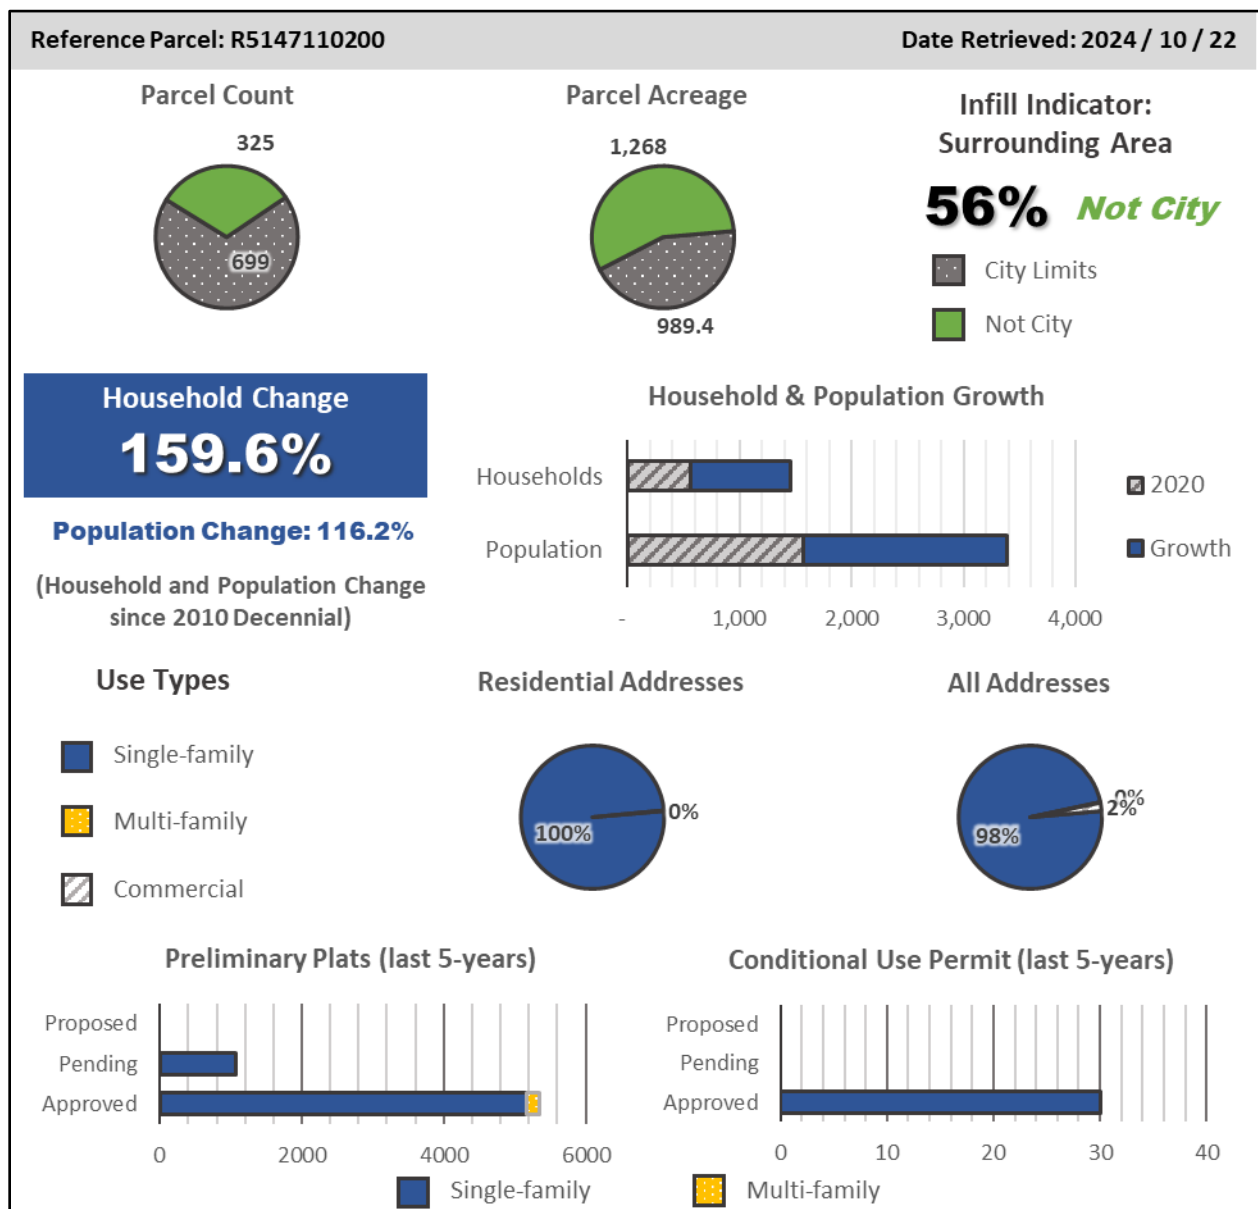 Reference Parcel: R5147110200
Date Retrieved: 2024 / 10 / 22
Parcel Count
325
699
Parcel Acreage
1,268
989.4
Infill Indicator:
Surrounding Area
56% Not City
City Limits
Not City
Household Change
159.6%
Population Change: 116.2%
(Household and Population Change
since 2010 Decennial)
Household & Population Growth
Households
Population
- 1,000 2,000 3,000 4,000
2020
Growth
Use Types
Single-family
Multi-family
Commercial
Residential Addresses
100%
0%
All Addresses
0%
2%
98%
Preliminary Plats (last 5-years)
Proposed
Pending
Approved
0 2000 4000 6000
Conditional Use Permit (last 5-years)
Proposed
Pending
Approved
0 10 20 30 40
Single-family
Multi-family